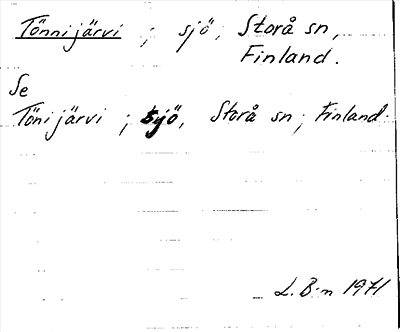 Tönnijärvi ; sjö, Storå sn,
Finland.
Se
Tönijärvi ; sjö, Storå sn ; Finland.
L. B:n 1971